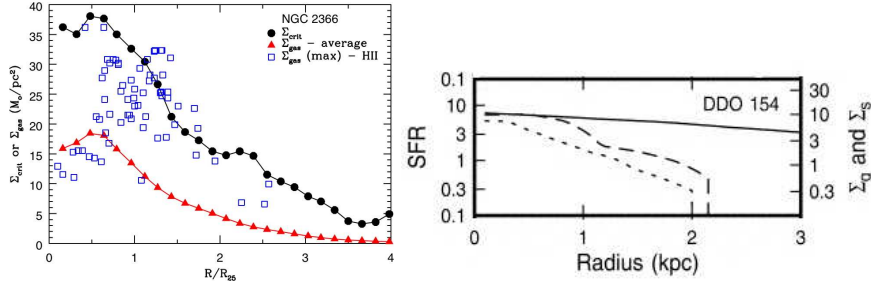 NGC 2366
Σcrit
Σgas - average
Σgas (max) - HII
Σcrit or Σgas (M☉/pc²)
40
35
30
25
20
15
10
5
0
0 1 2 3 4
R/R25
DDO 154
SFR
0.1
10
3
1
0.3
0.1
30
10
3
1
0.3
Σg and Σs
0 1 2 3
Radius (kpc)